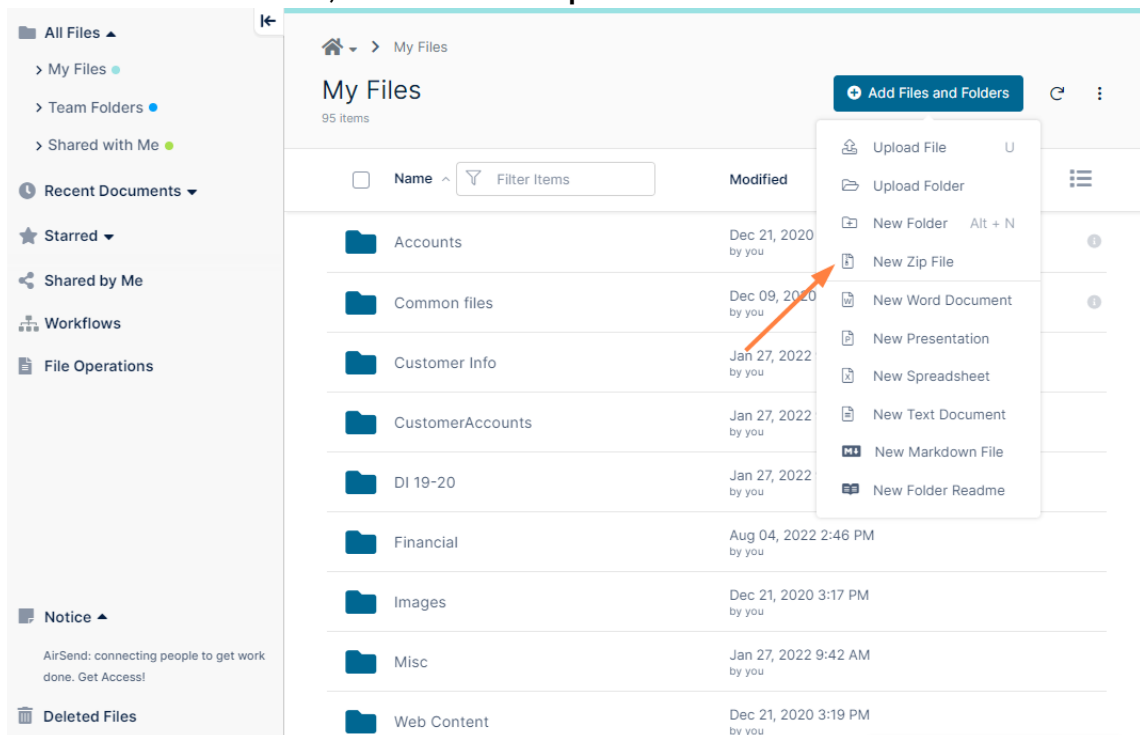 All Files
My Files
Team Folders
Shared with Me
Recent Documents
Starred
Shared by Me
Workflows
File Operations
Notice
AirSend: connecting people to get work
done. Get Access!
Deleted Files
My Files
My Files
95 items
Add Files and Folders
Upload File U
Upload Folder
New Folder Alt + N
New Zip File
New Word Document
New Presentation
New Spreadsheet
New Text Document
New Markdown File
New Folder Readme
Name Filter Items Modified
Accounts Dec 21, 2020
by you
Common files Dec 09, 2020
by you
Customer Info Jan 27, 2022
by you
CustomerAccounts Jan 27, 2022
by you
DI 19-20 Jan 27, 2022
by you
Financial Aug 04, 2022 2:46 PM
by you
Images Dec 21, 2020 3:17 PM
by you
Misc Jan 27, 2022 9:42 AM
by you
Web Content Dec 21, 2020 3:19 PM
by you